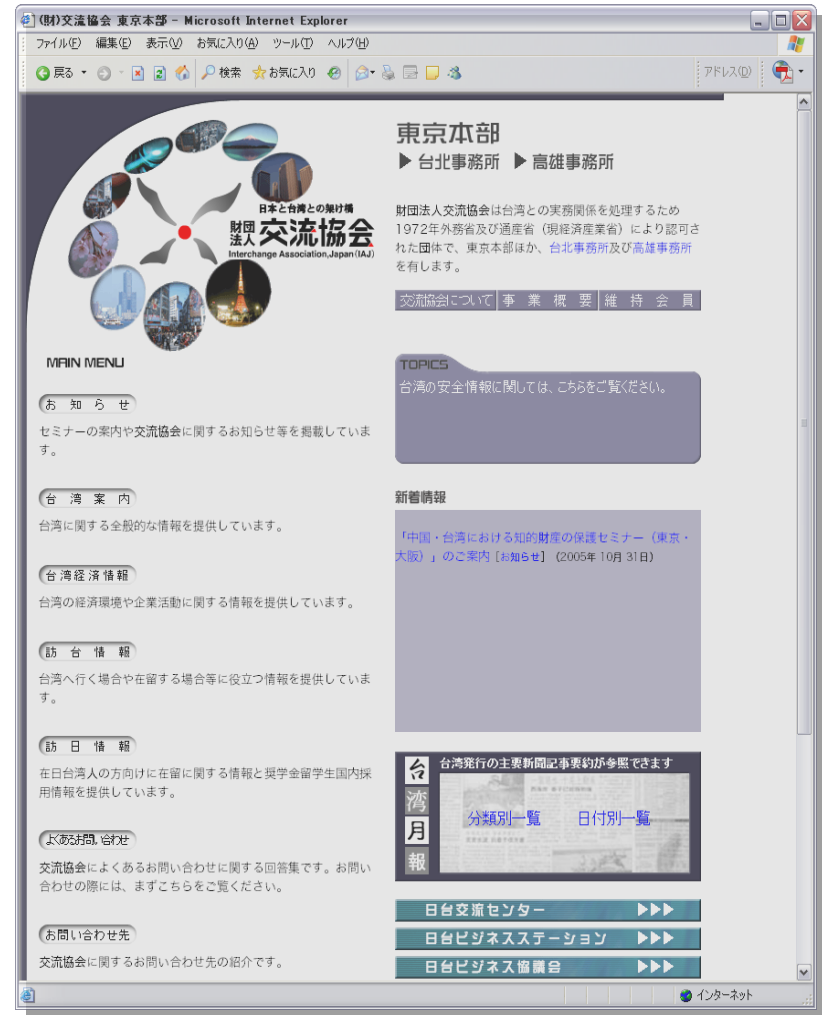 (財)交流協会 東京本部 - Microsoft Internet Explorer
ファイル(F) 編集(E) 表示(V) お気に入り(A) ツール(T) ヘルプ(H)
戻る 検索 お気に入り アドレス(D)
日本と台湾との架け橋
財団法人 交流協会
Interchange Association,Japan(IAJ)
MAIN MENU
お知らせ
セミナーの案内や交流協会に関するお知らせ等を掲載していま
す。
台湾案内
台湾に関する全般的な情報を提供しています。
台湾経済情報
台湾の経済環境や企業活動に関する情報を提供しています。
訪台情報
台湾へ行く場合や在留する場合等に役立つ情報を提供していま
す。
訪日情報
在日台湾人の方向けに在留に関する情報と奨学金留学生国内採
用情報を提供しています。
よくあるお問い合わせ
交流協会によくあるお問い合わせに関する回答集です。お問い
合わせの際には、まずこちらをご覧ください。
お問い合わせ先
交流協会に関するお問い合わせ先の紹介です。
東京本部
▶ 台北事務所 ▶ 高雄事務所
財団法人交流協会は台湾との実務関係を処理するため
1972年外務省及び通産省（現経済産業省）により認可さ
れた団体で、東京本部ほか、台北事務所及び高雄事務所
を有します。
交流協会について 事業概要 維持会員
TOPICS
台湾の安全情報に関しては、こちらをご覧ください。
新着情報
「中国・台湾における知的財産の保護セミナー（東京・
大阪）」のご案内 [お知らせ] (2005年10月31日)
台湾月報
台湾発行の主要新聞記事要約が参照できます
分類別一覧 日付別一覧
日台交流センター ▶▶▶
日台ビジネスステーション ▶▶▶
日台ビジネス協議会 ▶▶▶
インターネット